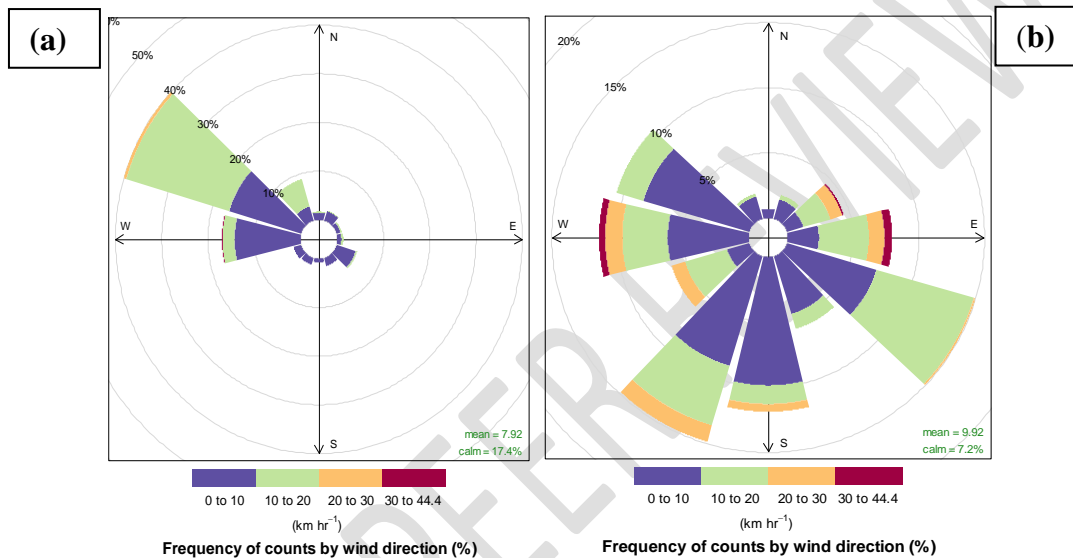 (a)
0%
50%
40%
30%
20%
10%
N
W
E
S
mean = 7.92
calm = 17.4%
0 to 10
10 to 20
20 to 30
30 to 44.4
(km hr⁻¹)
Frequency of counts by wind direction (%)
(b)
20%
15%
10%
5%
N
W
E
S
mean = 9.92
calm = 7.2%
0 to 10
10 to 20
20 to 30
30 to 44.4
(km hr⁻¹)
Frequency of counts by wind direction (%)